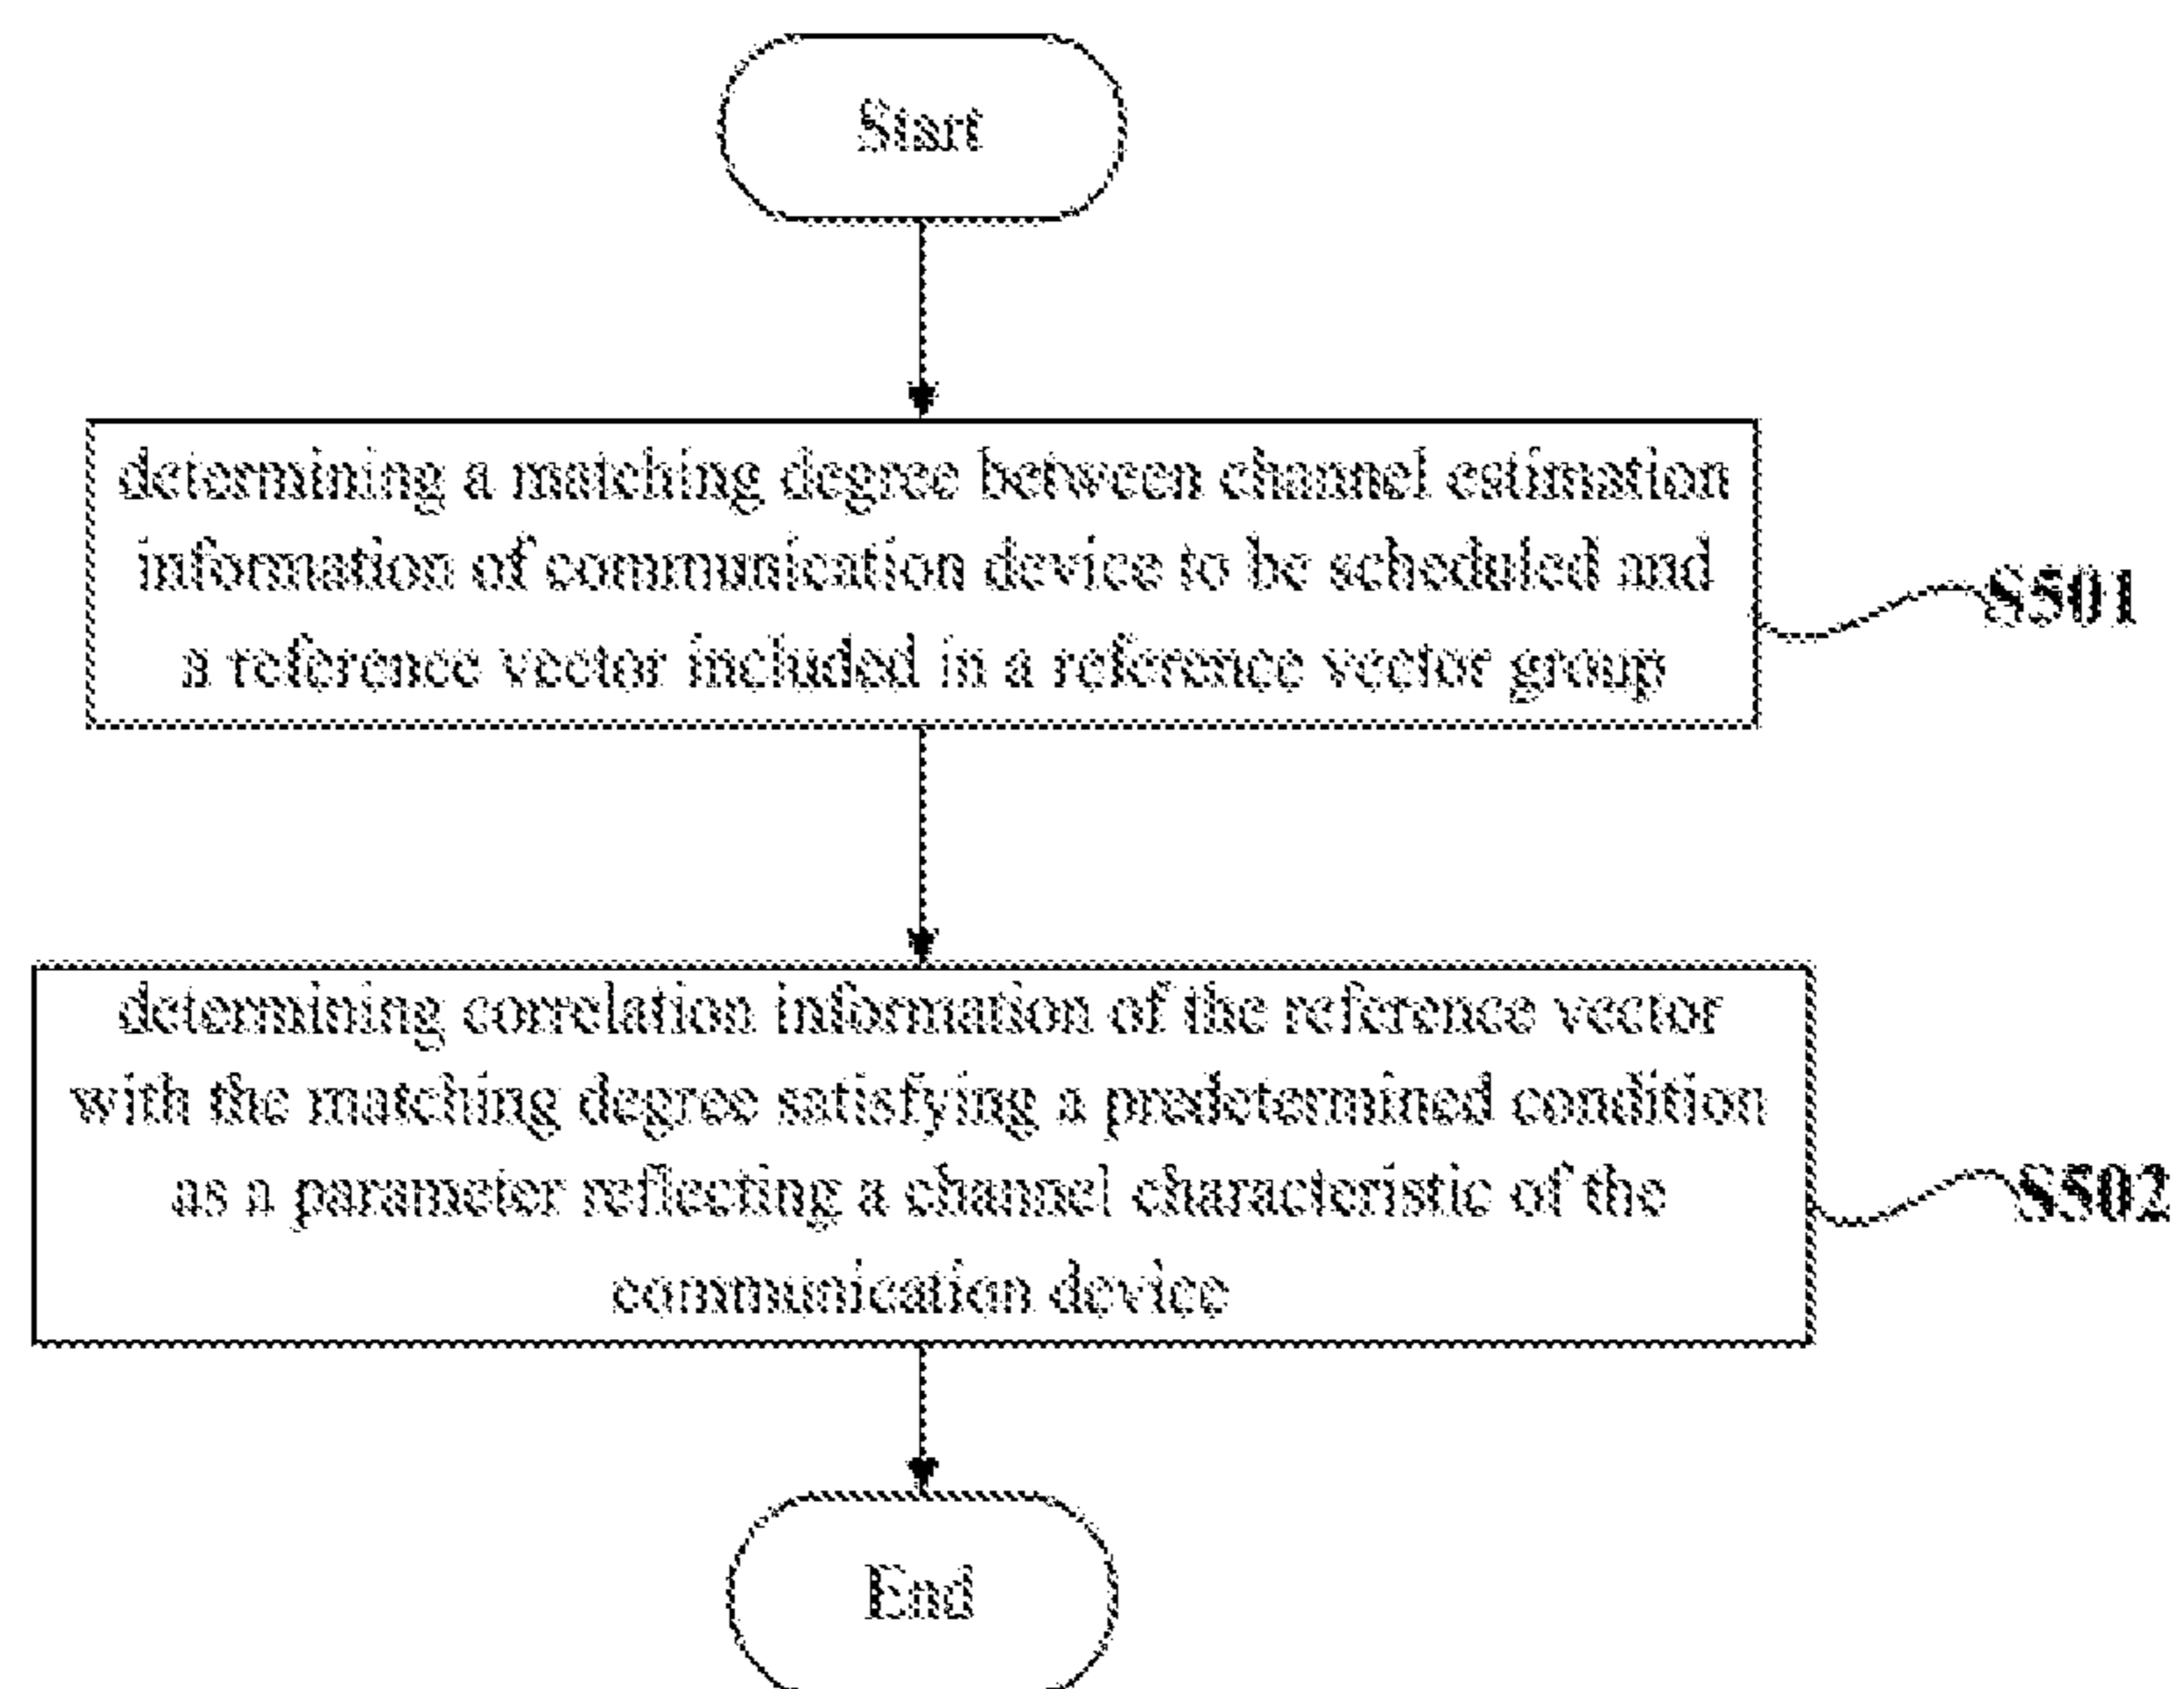 Start
determining a matching degree between channel estimation
information of communication device to be scheduled and
a reference vector included in a reference vector group
S501
determining correlation information of the reference vector
with the matching degree satisfying a predetermined condition
as a parameter reflecting a channel characteristic of the
communication device
S502
End